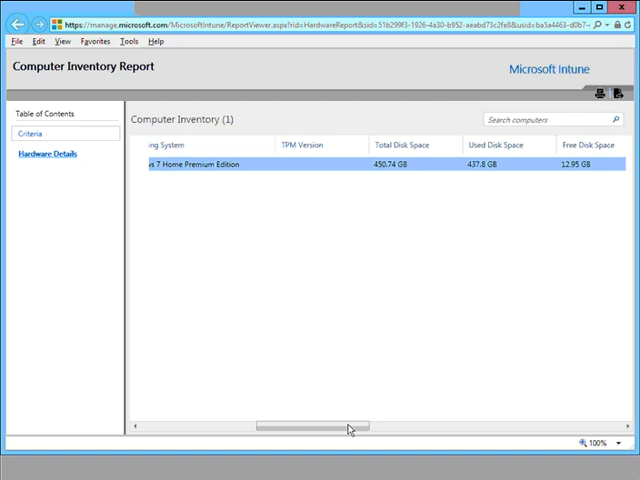 https://manage.microsoft.com/MicrosoftIntune/ReportViewer.aspx?rid=HardwareReport&sid=51b299f3-1926-4a30-b952-aeabd73c2fe8&usid=ba5a4463-d0b7-
File Edit View Favorites Tools Help
Computer Inventory Report
Microsoft Intune
Table of Contents
Criteria
Hardware Details
Computer Inventory (1)
Search computers
ing System TPM Version Total Disk Space Used Disk Space Free Disk Space
vs 7 Home Premium Edition 450.74 GB 437.8 GB 12.95 GB
100%